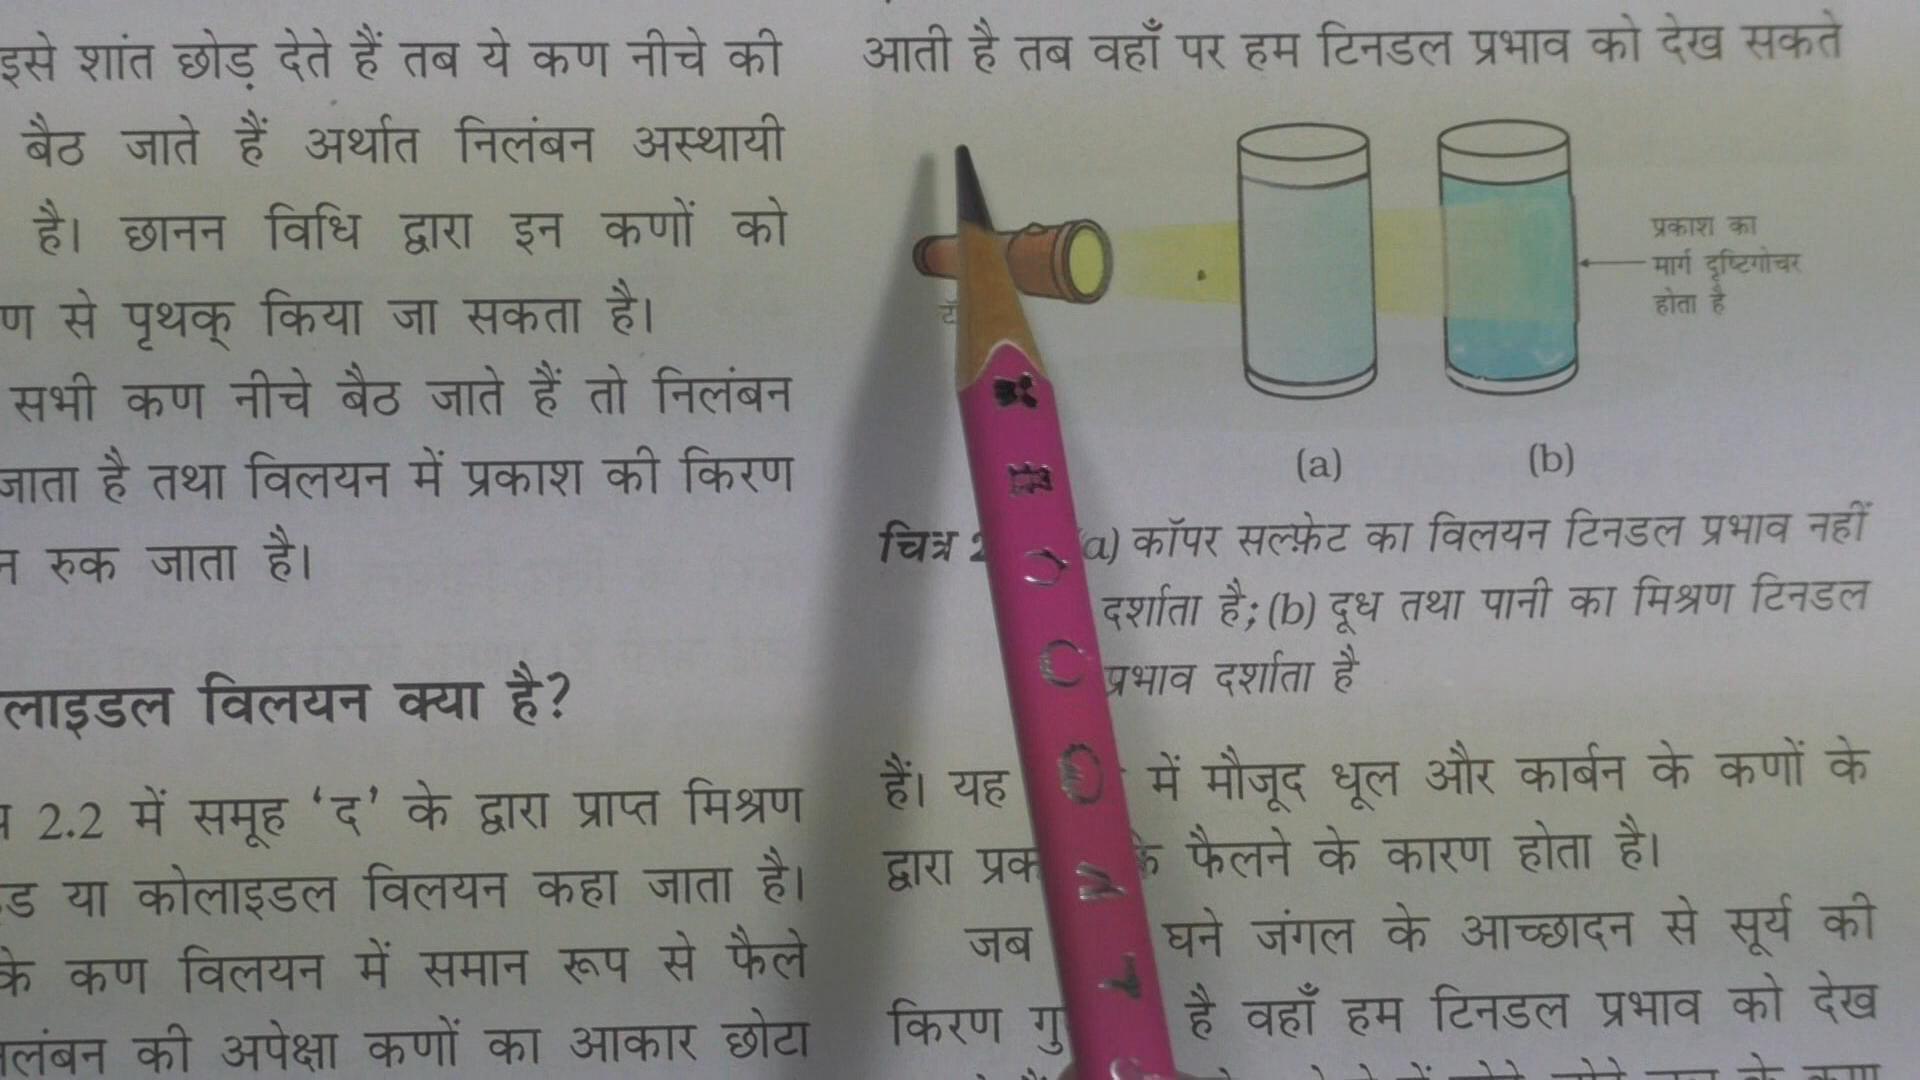 इसे शांत छोड़ देते हैं तब ये कण नीचे की
बैठ जाते हैं अर्थात निलंबन अस्थायी
है। छानन विधि द्वारा इन कणों को
ण से पृथक् किया जा सकता है।
सभी कण नीचे बैठ जाते हैं तो निलंबन
जाता है तथा विलयन में प्रकाश की किरण
रुक जाता है।
लाइडल विलयन क्या है?
2.2 में समूह ‘द’ के द्वारा प्राप्त मिश्रण
ड या कोलाइडल विलयन कहा जाता है।
के कण विलयन में समान रूप से फैले
लंबन की अपेक्षा कणों का आकार छोटा
आती है तब वहाँ पर हम टिनडल प्रभाव को देख सकते
प्रकाश का
मार्ग दृष्टिगोचर
होता है
(a) (b)
चित्र (a) कॉपर सल्फ़ेट का विलयन टिनडल प्रभाव नहीं
दर्शाता है; (b) दूध तथा पानी का मिश्रण टिनडल
प्रभाव दर्शाता है
हैं। यह में मौजूद धूल और कार्बन के कणों के
द्वारा प्रक के फैलने के कारण होता है।
जब घने जंगल के आच्छादन से सूर्य की
किरण गु है वहाँ हम टिनडल प्रभाव को देख